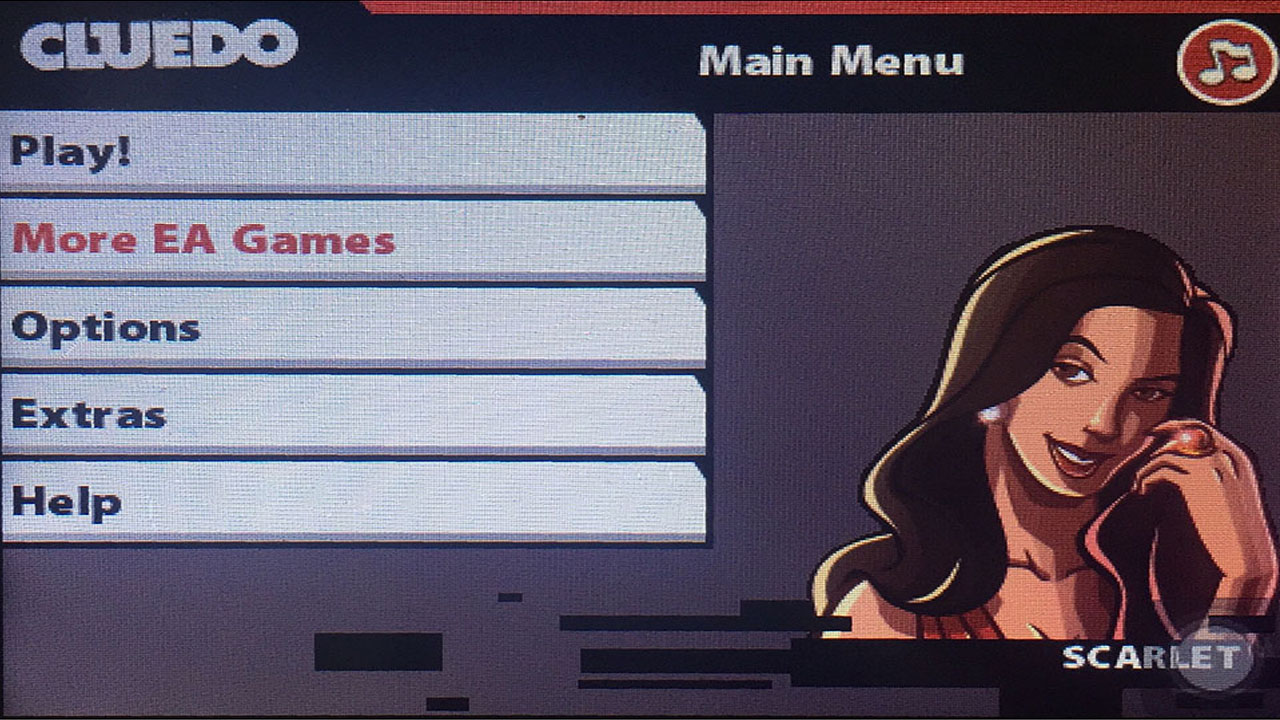 CLUEDO
Main Menu
Play!
More EA Games
Options
Extras
Help
SCARLET